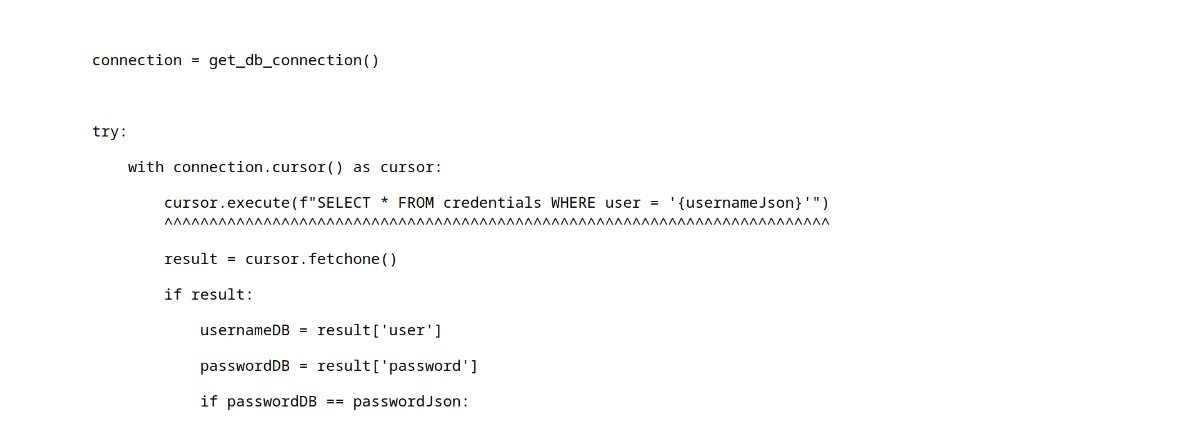 connection = get_db_connection()
try:
    with connection.cursor() as cursor:
        cursor.execute(f"SELECT * FROM credentials WHERE user = '{usernameJson}'")
        ^^^^^^^^^^^^^^^^^^^^^^^^^^^^^^^^^^^^^^^^^^^^^^^^^^^^^^^^^^^^^^^^^^^^^^^^^^
        result = cursor.fetchone()
        if result:
            usernameDB = result['user']
            passwordDB = result['password']
            if passwordDB == passwordJson: